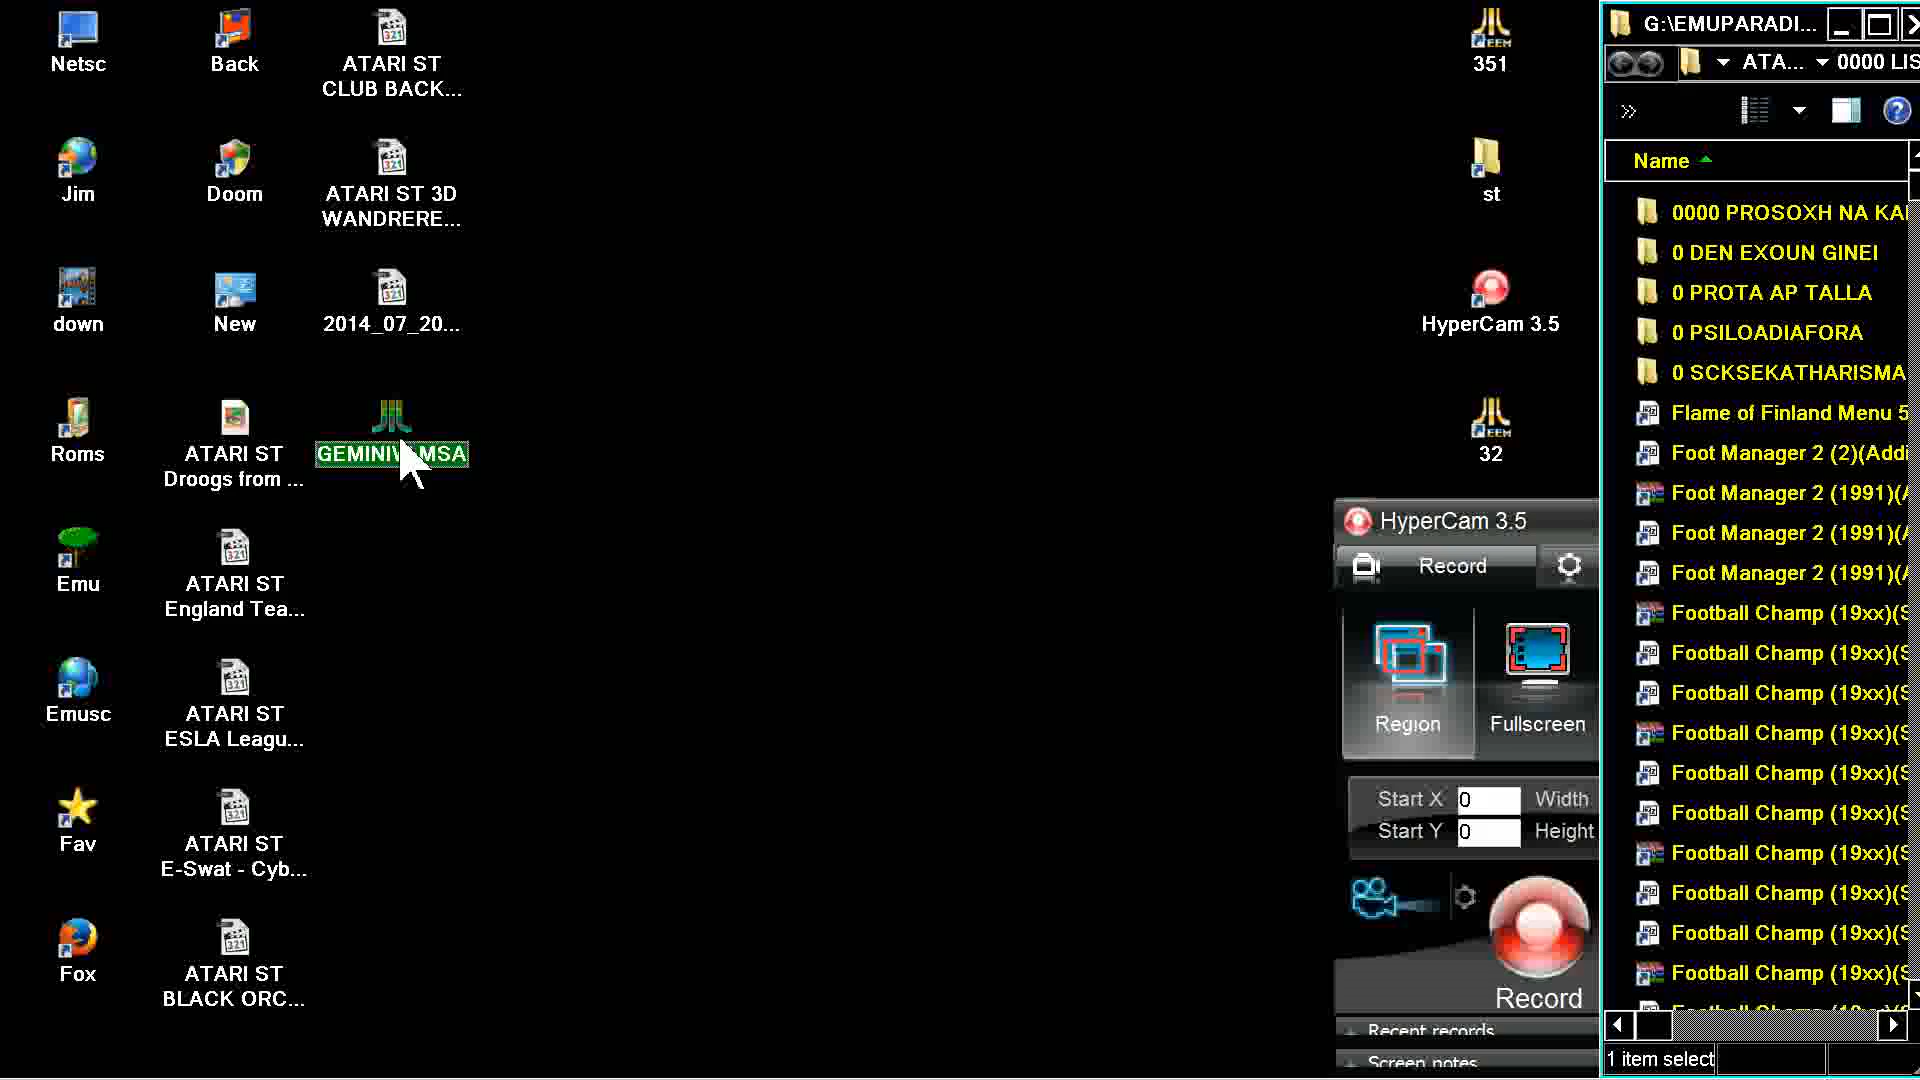 Netsc
Back
ATARI ST
CLUB BACK...
351
Jim
Doom
ATARI ST 3D
WANDRERE...
st
down
New
2014_07_20...
HyperCam 3.5
Roms
ATARI ST
Droogs from ...
MSA
32
Emu
ATARI ST
England Tea...
Emusc
ATARI ST
ESLA Leagu...
Fav
ATARI ST
E-Swat - Cyb...
Fox
ATARI ST
BLACK ORC...
HyperCam 3.5
Record
Region
Fullscreen
Start X 0 Width
Start Y 0 Height
Record
Recent records
Screen notes
G:\EMUPARADI...
ATA... 0000 LIS
Name
0000 PROSOXH NA KA
0 DEN EXOUN GINEI
0 PROTA AP TALLA
0 PSILOADIAFORA
0 SCKSEKATHARISMA
Flame of Finland Menu 5
Foot Manager 2 (2)(Addi
Foot Manager 2 (1991)(
Foot Manager 2 (1991)(
Foot Manager 2 (1991)(
Football Champ (19xx)(S
Football Champ (19xx)(S
Football Champ (19xx)(S
Football Champ (19xx)(S
Football Champ (19xx)(S
Football Champ (19xx)(S
Football Champ (19xx)(S
Football Champ (19xx)(S
Football Champ (19xx)(S
Football Champ (19xx)(S
1 item select